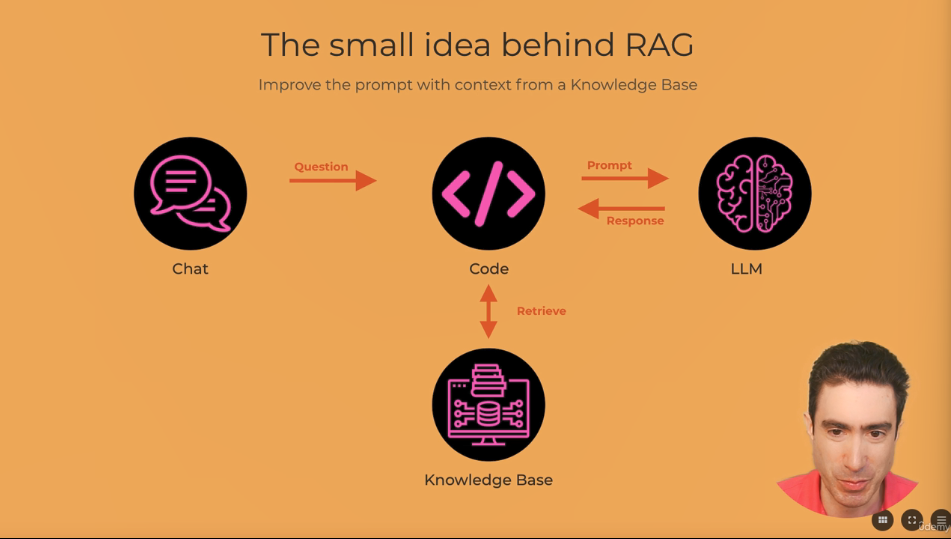 The small idea behind RAG
Improve the prompt with context from a Knowledge Base
Question
Prompt
Response
Chat
Code
LLM
Retrieve
Knowledge Base
ûdemy